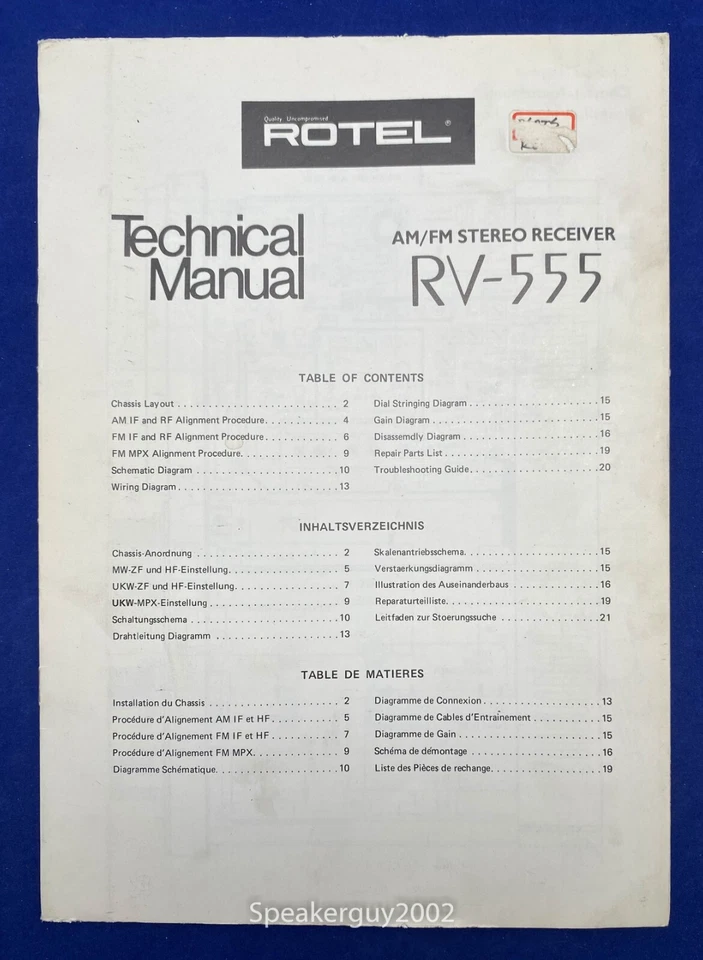 Quality Uncompromised
ROTEL®
Technical
Manual
AM/FM STEREO RECEIVER
RV-555
TABLE OF CONTENTS
Chassis Layout . . . . . . . . . . . . . . . . . . . . . . . . . . 2
AM IF and RF Alignment Procedure. . . . . . . . . . . . 4
FM IF and RF Alignment Procedure. . . . . . . . . . . . 6
FM MPX Alignment Procedure. . . . . . . . . . . . . . . . 9
Schematic Diagram . . . . . . . . . . . . . . . . . . . . . . .10
Wiring Diagram . . . . . . . . . . . . . . . . . . . . . . . . . .13
Dial Stringing Diagram . . . . . . . . . . . . . . . . . . . . .15
Gain Diagram . . . . . . . . . . . . . . . . . . . . . . . . . . .15
Disassemdly Diagram . . . . . . . . . . . . . . . . . . . . . .16
Repair Parts List . . . . . . . . . . . . . . . . . . . . . . . . .19
Troubleshooting Guide. . . . . . . . . . . . . . . . . . . . .20
INHALTSVERZEICHNIS
Chassis-Anordnung . . . . . . . . . . . . . . . . . . . . . . . 2
MW-ZF und HF-Einstellung. . . . . . . . . . . . . . . . . . 5
UKW-ZF und HF-Einstellung. . . . . . . . . . . . . . . . . 7
UKW-MPX-Einstellung . . . . . . . . . . . . . . . . . . . . . 9
Schaltungsschema . . . . . . . . . . . . . . . . . . . . . . . .10
Drahtleitung Diagramm . . . . . . . . . . . . . . . . . . . .13
Skalenantriebsschema. . . . . . . . . . . . . . . . . . . . . .15
Verstaerkungsdiagramm . . . . . . . . . . . . . . . . . . . .15
Illustration des Auseinanderbaus . . . . . . . . . . . . . .16
Reparaturteilliste. . . . . . . . . . . . . . . . . . . . . . . . .19
Leitfaden zur Stoerungssuche . . . . . . . . . . . . . . . .21
TABLE DE MATIERES
Installation du Chassis . . . . . . . . . . . . . . . . . . . . . 2
Procédure d'Alignement AM IF et HF . . . . . . . . . . . 5
Procédure d'Alignement FM IF et HF . . . . . . . . . . . 7
Procédure d'Alignement FM MPX. . . . . . . . . . . . . . 9
Diagramme Schématique. . . . . . . . . . . . . . . . . . . .10
Diagramme de Connexion . . . . . . . . . . . . . . . . . . .13
Diagramme de Cables d'Entraînement . . . . . . . . . . .15
Diagramme de Gain . . . . . . . . . . . . . . . . . . . . . . .15
Schéma de démontage . . . . . . . . . . . . . . . . . . . . .16
Liste des Pièces de rechange. . . . . . . . . . . . . . . . . .19
Speakerguy2002